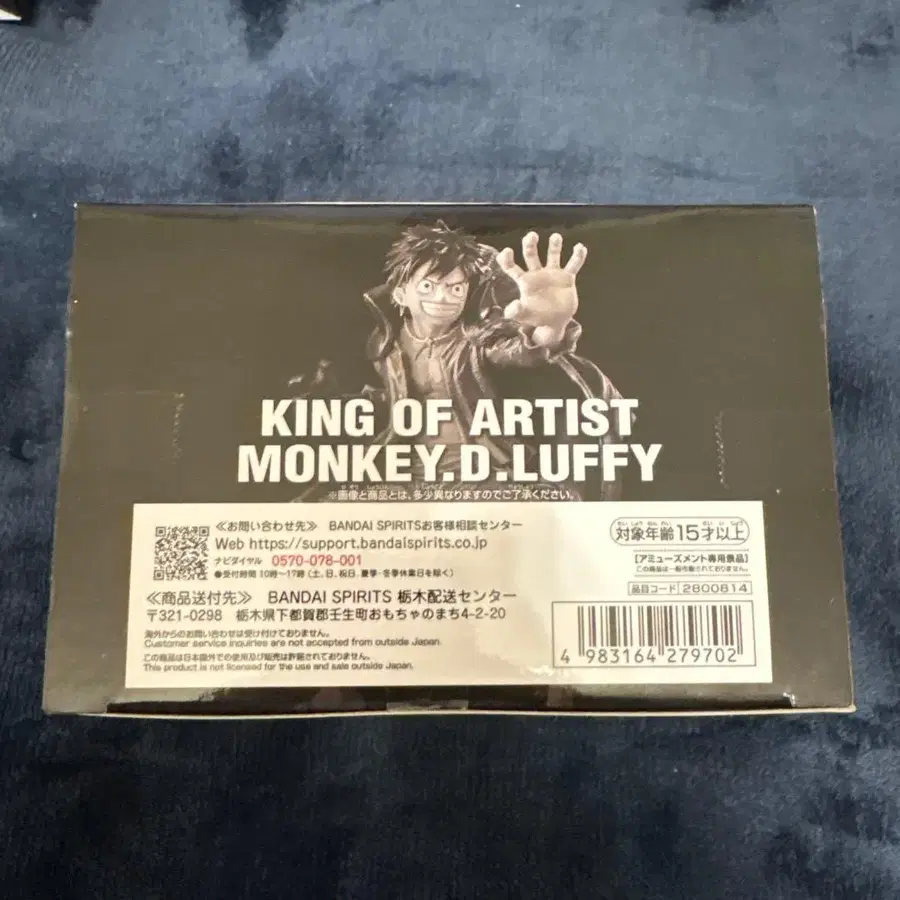 KING OF ARTIST
MONKEY.D.LUFFY
※画像と商品とは、多少異なりますのでご了承ください。
≪お問い合わせ先≫ BANDAI SPIRITSお客様相談センター
Web https://support.bandaispirits.co.jp
ナビダイヤル 0570-078-001
●受付時間 10時〜17時(土、日、祝日、夏季・冬季休業日を除く)
≪商品送付先≫ BANDAI SPIRITS 栃木配送センター
〒321-0298 栃木県下都賀郡壬生町おもちゃのまち4-2-20
海外からのお問い合わせは受け付けておりません。
Customer service inquiries are not accepted from outside Japan.
この商品は日本国外での使用及び販売は許諾されておりません。
This product is not licensed for the use and sale outside Japan.
対象年齢15才以上
[アミューズメント専用景品]
この商品は一般市販されておりません。
品目コード 2800814
4 983164 279702